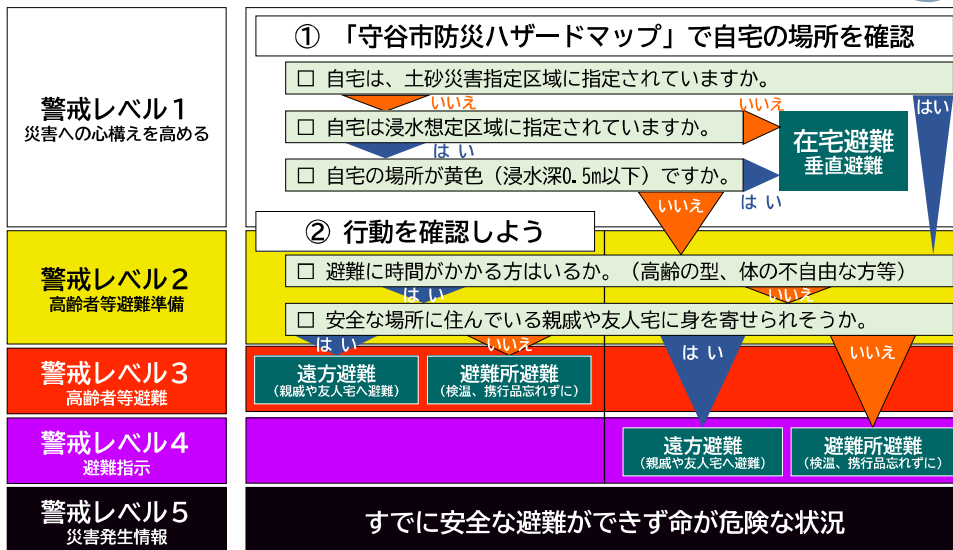 ① 「守谷市防災ハザードマップ」で自宅の場所を確認
□ 自宅は、土砂災害指定区域に指定されていますか。
いいえ
いいえ
はい
警戒レベル1
災害への心構えを高める
□ 自宅は浸水想定区域に指定されていますか。
はい
在宅避難
垂直避難
□ 自宅の場所が黄色（浸水深0.5m以下）ですか。
いいえ
はい
② 行動を確認しよう
警戒レベル2
高齢者等避難準備
□ 避難に時間がかかる方はいるか。（高齢の型、体の不自由な方等）
はい
いいえ
□ 安全な場所に住んでいる親戚や友人宅に身を寄せられそうか。
はい
いいえ
はい
いいえ
警戒レベル3
高齢者等避難
遠方避難
(親戚や友人宅へ避難)
避難所避難
(検温、携行品忘れずに)
警戒レベル4
避難指示
遠方避難
(親戚や友人宅へ避難)
避難所避難
(検温、携行品忘れずに)
警戒レベル5
災害発生情報
すでに安全な避難ができず命が危険な状況